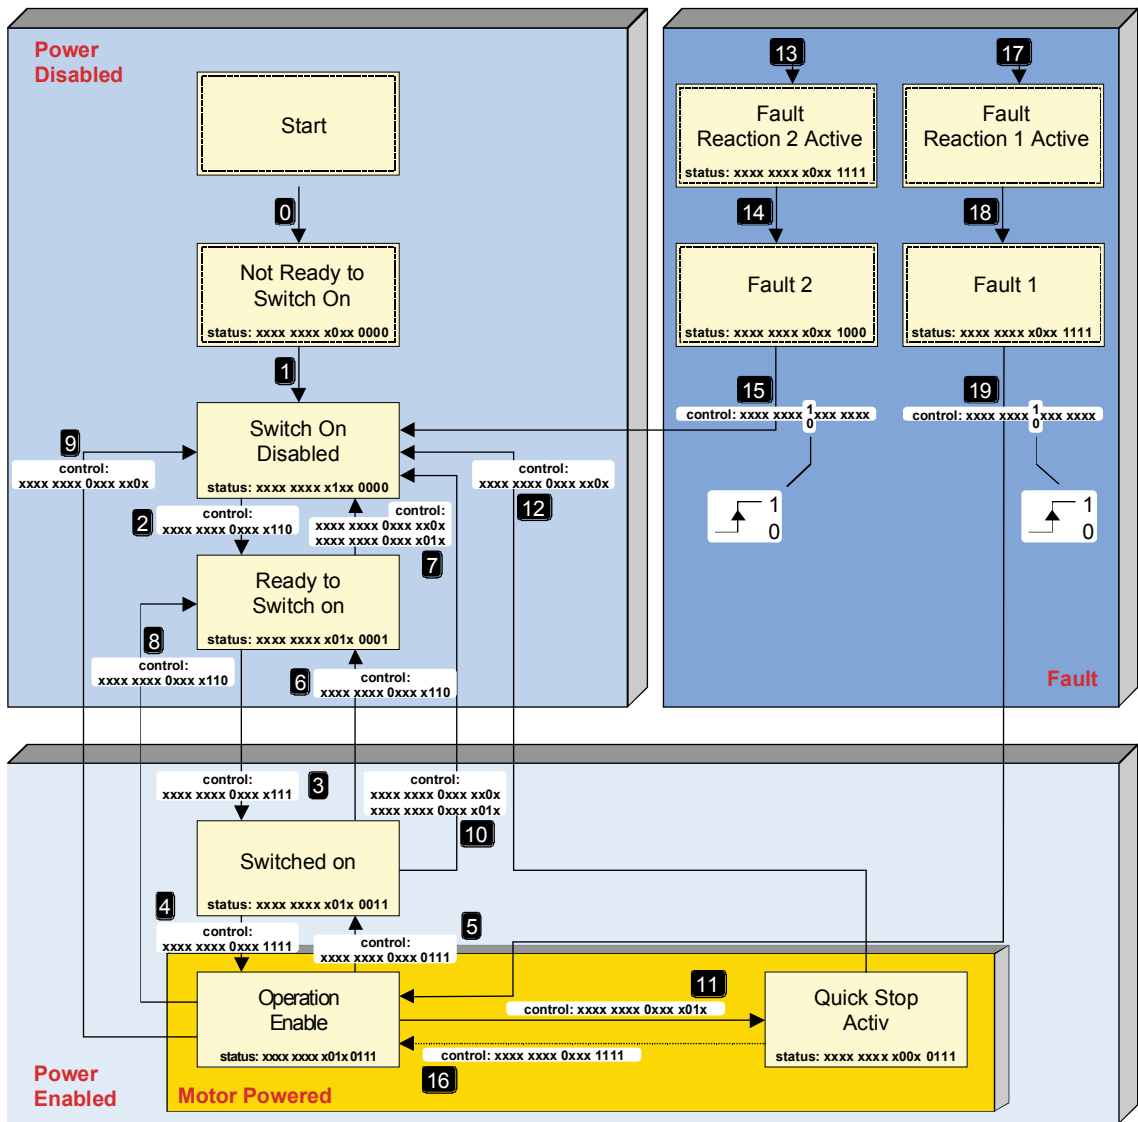 Power
Disabled
Start
0
Not Ready to
Switch On
status: xxxx xxxx x0xx 0000
1
Switch On
Disabled
status: xxxx xxxx x1xx 0000
9
control:
xxxx xxxx 0xxx xx0x
2
control:
xxxx xxxx 0xxx x110
control:
xxxx xxxx 0xxx xx0x
xxxx xxxx 0xxx x01x
7
control:
xxxx xxxx 0xxx xx0x
12
Ready to
Switch on
status: xxxx xxxx x01x 0001
8
control:
xxxx xxxx 0xxx x110
6
control:
xxxx xxxx 0xxx x110
13
Fault
Reaction 2 Active
status: xxxx xxxx x0xx 1111
14
Fault 2
status: xxxx xxxx x0xx 1000
15
control: xxxx xxxx 1 xxx xxxx
0
1
0
17
Fault
Reaction 1 Active
18
Fault 1
status: xxxx xxxx x0xx 1111
19
control: xxxx xxxx 1 xxx xxxx
0
1
0
Fault
control:
xxxx xxxx 0xxx x111
3
control:
xxxx xxxx 0xxx xx0x
xxxx xxxx 0xxx x01x
10
Switched on
status: xxxx xxxx x01x 0011
4
control:
xxxx xxxx 0xxx 1111
5
control:
xxxx xxxx 0xxx 0111
Operation
Enable
status: xxxx xxxx x01x 0111
11
control: xxxx xxxx 0xxx x01x
Quick Stop
Activ
status: xxxx xxxx x00x 0111
control: xxxx xxxx 0xxx 1111
16
Power
Enabled
Motor Powered